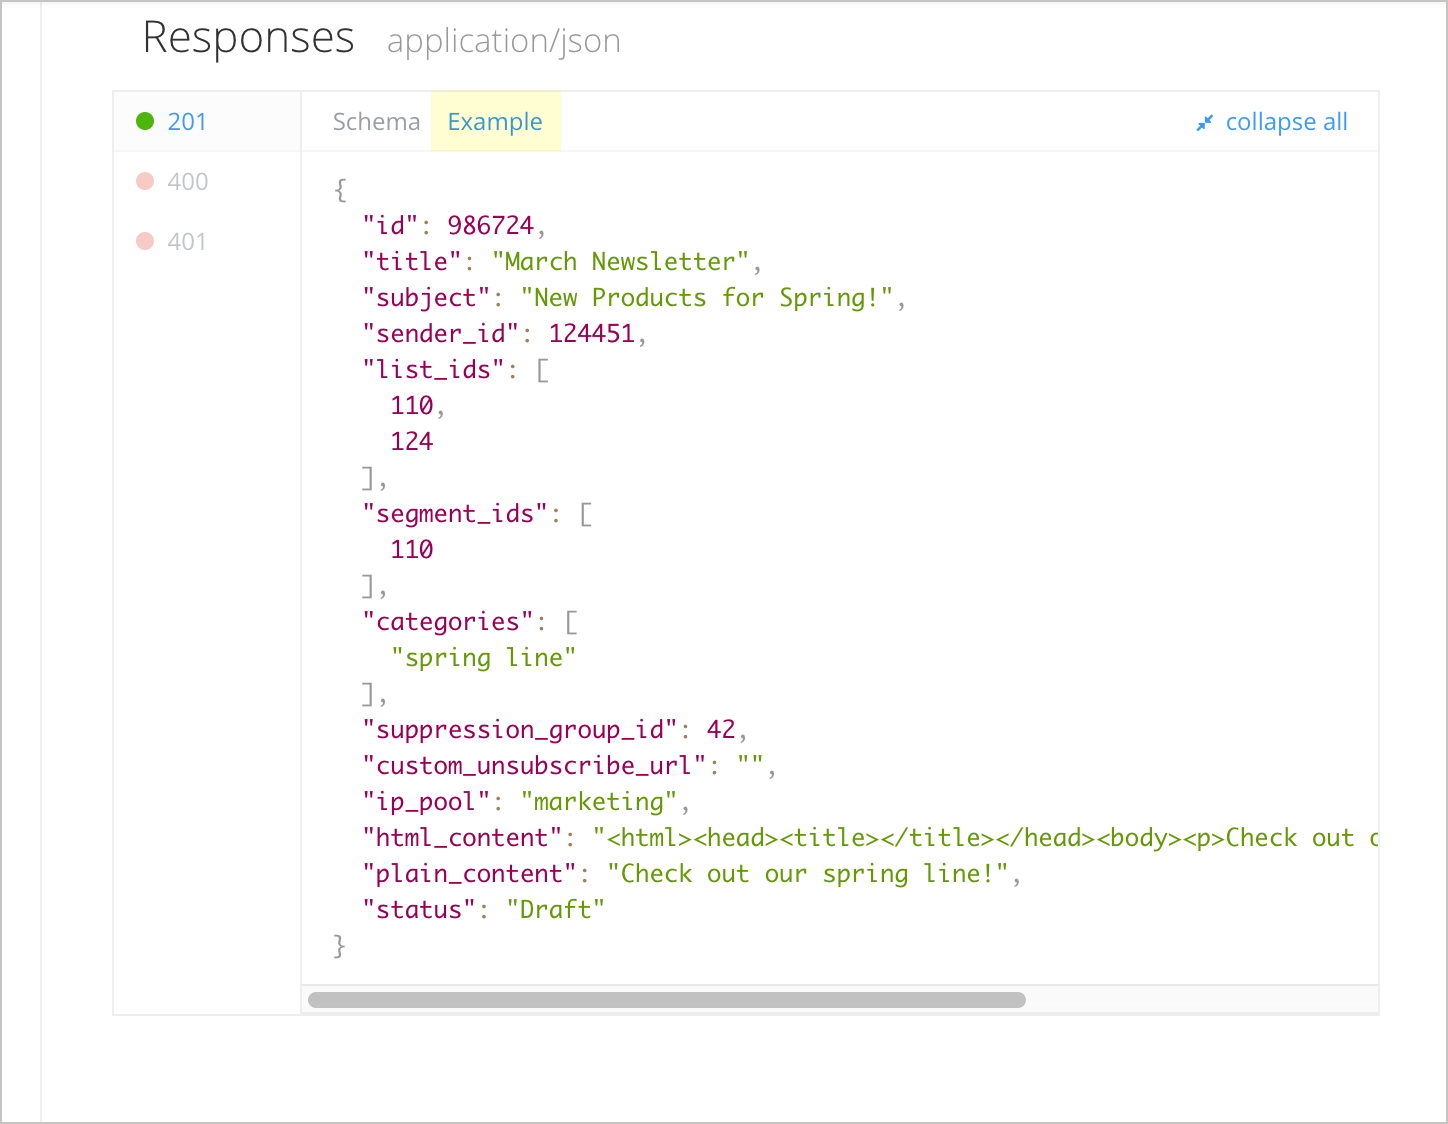 Responses application/json
201 Schema Example collapse all
400
401
{
"id": 986724,
"title": "March Newsletter",
"subject": "New Products for Spring!",
"sender_id": 124451,
"list_ids": [
110,
124
],
"segment_ids": [
110
],
"categories": [
"spring line"
],
"suppression_group_id": 42,
"custom_unsubscribe_url": "",
"ip_pool": "marketing",
"html_content": "<html><head><title></title></head><body><p>Check out
"plain_content": "Check out our spring line!",
"status": "Draft"
}